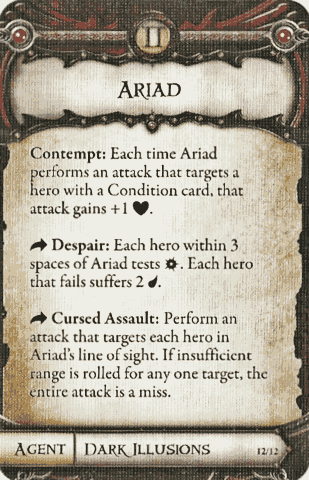 II
ARIAD
Contempt: Each time Ariad
performs an attack that targets a
hero with a Condition card, that
attack gains +1 ♥.
Despair: Each hero within 3
spaces of Ariad tests . Each hero
that fails suffers 2 .
Cursed Assault: Perform an
attack that targets each hero in
Ariad's line of sight. If insufficient
range is rolled for any one target, the
entire attack is a miss.
AGENT DARK ILLUSIONS 12/12